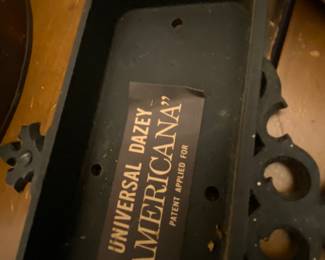 UNIVERSAL DAZEY
AMERICANA"
PATENT APPLIED FOR